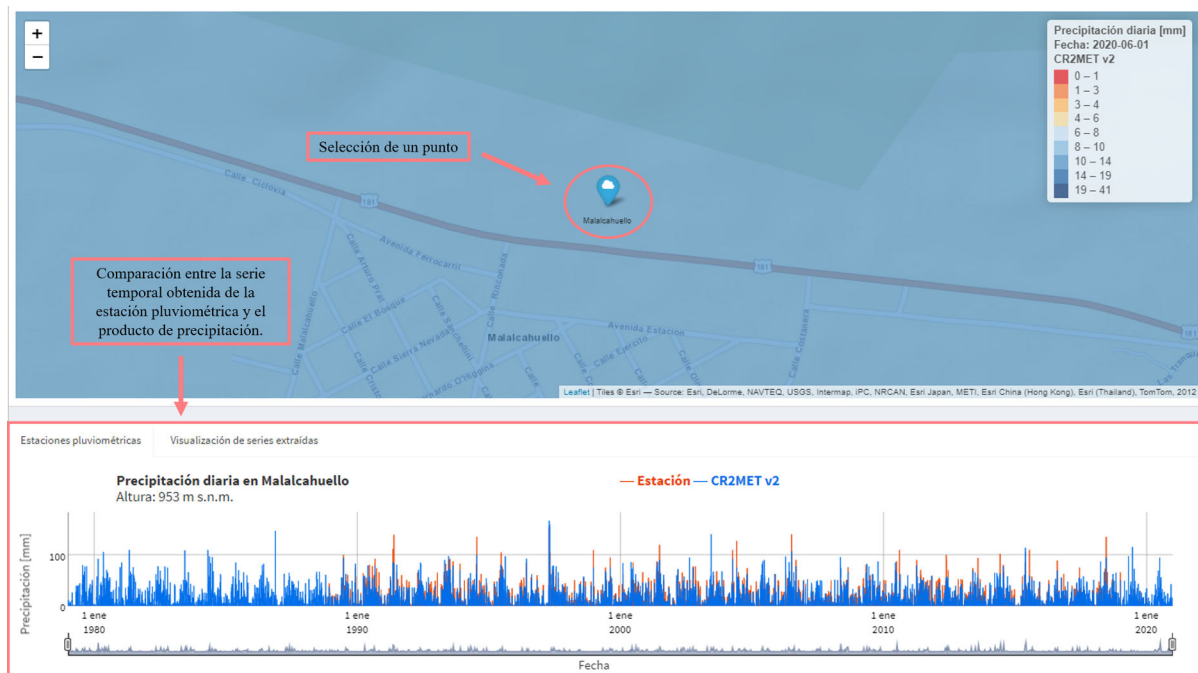 +
−
Precipitación diaria [mm]
Fecha: 2020-06-01
CR2MET v2
0 – 1
1 – 3
3 – 4
4 – 6
6 – 8
8 – 10
10 – 14
14 – 19
19 – 41
Selección de un punto
Malalcahuello
Calle Ciclovia
181
Avenida Ferrocarril
Calle Arturo Prat
Calle Rinconada
181
Comparación entre la serie
temporal obtenida de la
estación pluviométrica y el
producto de precipitación.
Calle Malalcahuello
Calle El Bosque
Calle Sierra Nevada
Malalcahuello
Avenida Estacion
Calle Ejercito
Calle Costanera
181
Leaflet | Tiles © Esri — Source: Esri, DeLorme, NAVTEQ, USGS, Intermap, iPC, NRCAN, Esri Japan, METI, Esri China (Hong Kong), Esri (Thailand), TomTom, 2012
Estaciones pluviométricas
Visualización de series extraídas
Precipitación diaria en Malalcahuello
Altura: 953 m s.n.m.
— Estación — CR2MET v2
Precipitación [mm]
100
0
1 ene
1980
1 ene
1990
1 ene
2000
1 ene
2010
1 ene
2020
Fecha